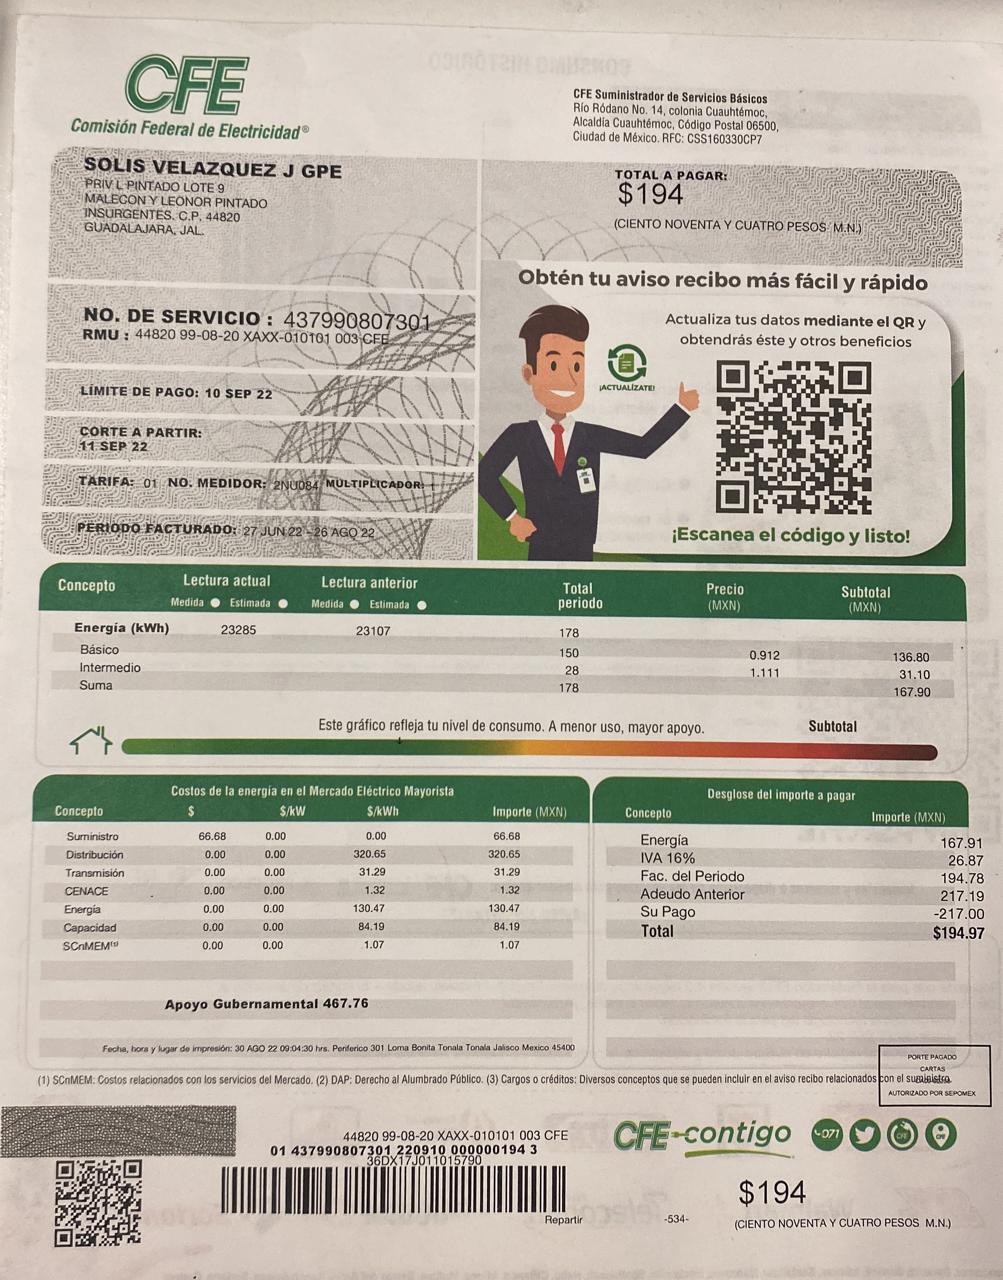 CFE
Comisión Federal de Electricidad®
CFE Suministrador de Servicios Básicos
Río Ródano No. 14, colonia Cuauhtémoc,
Alcaldía Cuauhtémoc, Código Postal 06500,
Ciudad de México. RFC: CSS160330CP7
SOLIS VELAZQUEZ J GPE
PRIV L PINTADO LOTE 9
MALECON Y LEONOR PINTADO
INSURGENTES. C.P. 44820
GUADALAJARA, JAL.
TOTAL A PAGAR:
$194
(CIENTO NOVENTA Y CUATRO PESOS M.N.)
NO. DE SERVICIO : 437990807301
RMU : 44820 99-08-20 XAXX-010101 003 CFE
LÍMITE DE PAGO: 10 SEP 22
CORTE A PARTIR:
11 SEP 22
TARIFA: 01 NO. MEDIDOR: 2NU084 MULTIPLICADOR: 1
PERIODO FACTURADO: 27 JUN 22 -26 AGO 22
Obtén tu aviso recibo más fácil y rápido
Actualiza tus datos mediante el QR y
obtendrás éste y otros beneficios
¡ACTUALÍZATE!
¡Escanea el código y listo!
Concepto Lectura actual Lectura anterior Total periodo Precio (MXN) Subtotal (MXN)
Medida Estimada Medida Estimada
Energía (kWh) 23285 23107 178
Básico 150 0.912 136.80
Intermedio 28 1.111 31.10
Suma 178 167.90
Este gráfico refleja tu nivel de consumo. A menor uso, mayor apoyo. Subtotal
Costos de la energía en el Mercado Eléctrico Mayorista
Concepto $ $/kW $/kWh Importe (MXN)
Suministro 66.68 0.00 0.00 66.68
Distribución 0.00 0.00 320.65 320.65
Transmisión 0.00 0.00 31.29 31.29
CENACE 0.00 0.00 1.32 1.32
Energía 0.00 0.00 130.47 130.47
Capacidad 0.00 0.00 84.19 84.19
SCnMEM(1) 0.00 0.00 1.07 1.07
Apoyo Gubernamental 467.76
Fecha, hora y lugar de impresión: 30 AGO 22 09:04:30 hrs. Periferico 301 Loma Bonita Tonala Tonala Jalisco Mexico 45400
Desglose del importe a pagar
Concepto Importe (MXN)
Energía 167.91
IVA 16% 26.87
Fac. del Periodo 194.78
Adeudo Anterior 217.19
Su Pago -217.00
Total $194.97
(1) SCnMEM: Costos relacionados con los servicios del Mercado. (2) DAP: Derecho al Alumbrado Público. (3) Cargos o créditos: Diversos conceptos que se pueden incluir en el aviso recibo relacionados con el suministro.
PORTE PAGADO
CARTAS
AUTORIZADO POR SEPOMEX
44820 99-08-20 XAXX-010101 003 CFE
01 437990807301 220910 000000194 3
36DX17J011015790
Repartir
-534-
CFE contigo
071
$194
(CIENTO NOVENTA Y CUATRO PESOS M.N.)